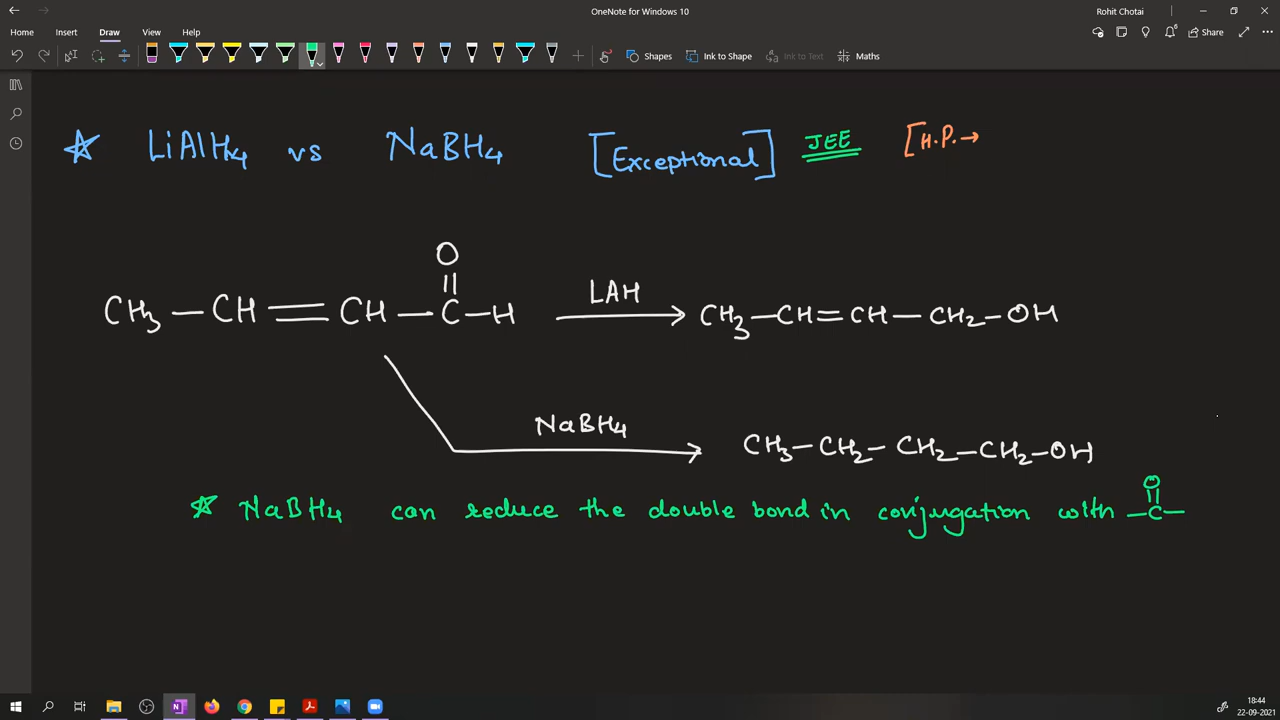 OneNote for Windows 10
Rohit Chotai
Home Insert Draw View Help
Share
Shapes Ink to Shape Ink to Text Maths
☆ LiAlH4 vs NaBH4 [Exceptional] JEE [H.P.→
O
||
CH3—CH=CH—C—H LAH→ CH3—CH=CH—CH2—OH
NaBH4→ CH3—CH2—CH2—CH2—OH
☆ NaBH4 can reduce the double bond in conjugation with —C—
O
||
18:44
22-09-2021